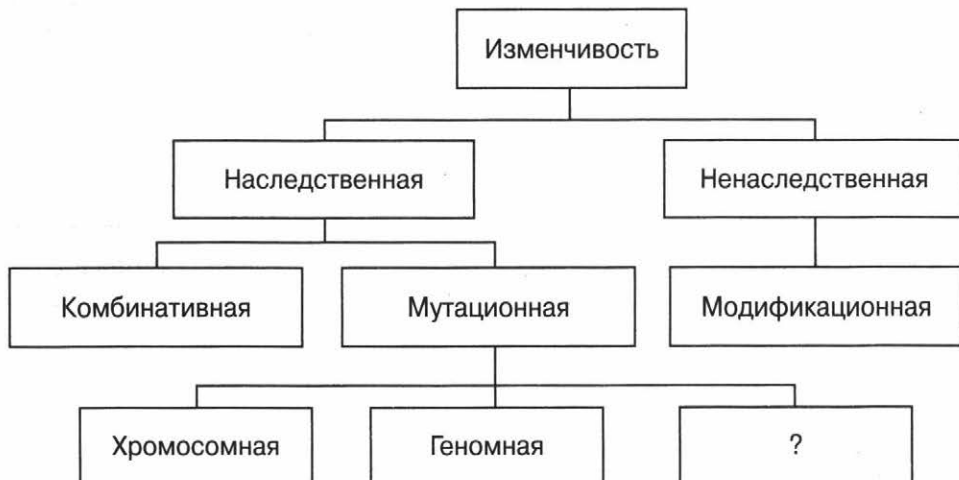 Изменчивость
Наследственная
Ненаследственная
Комбинативная
Мутационная
Модификационная
Хромосомная
Геномная
?